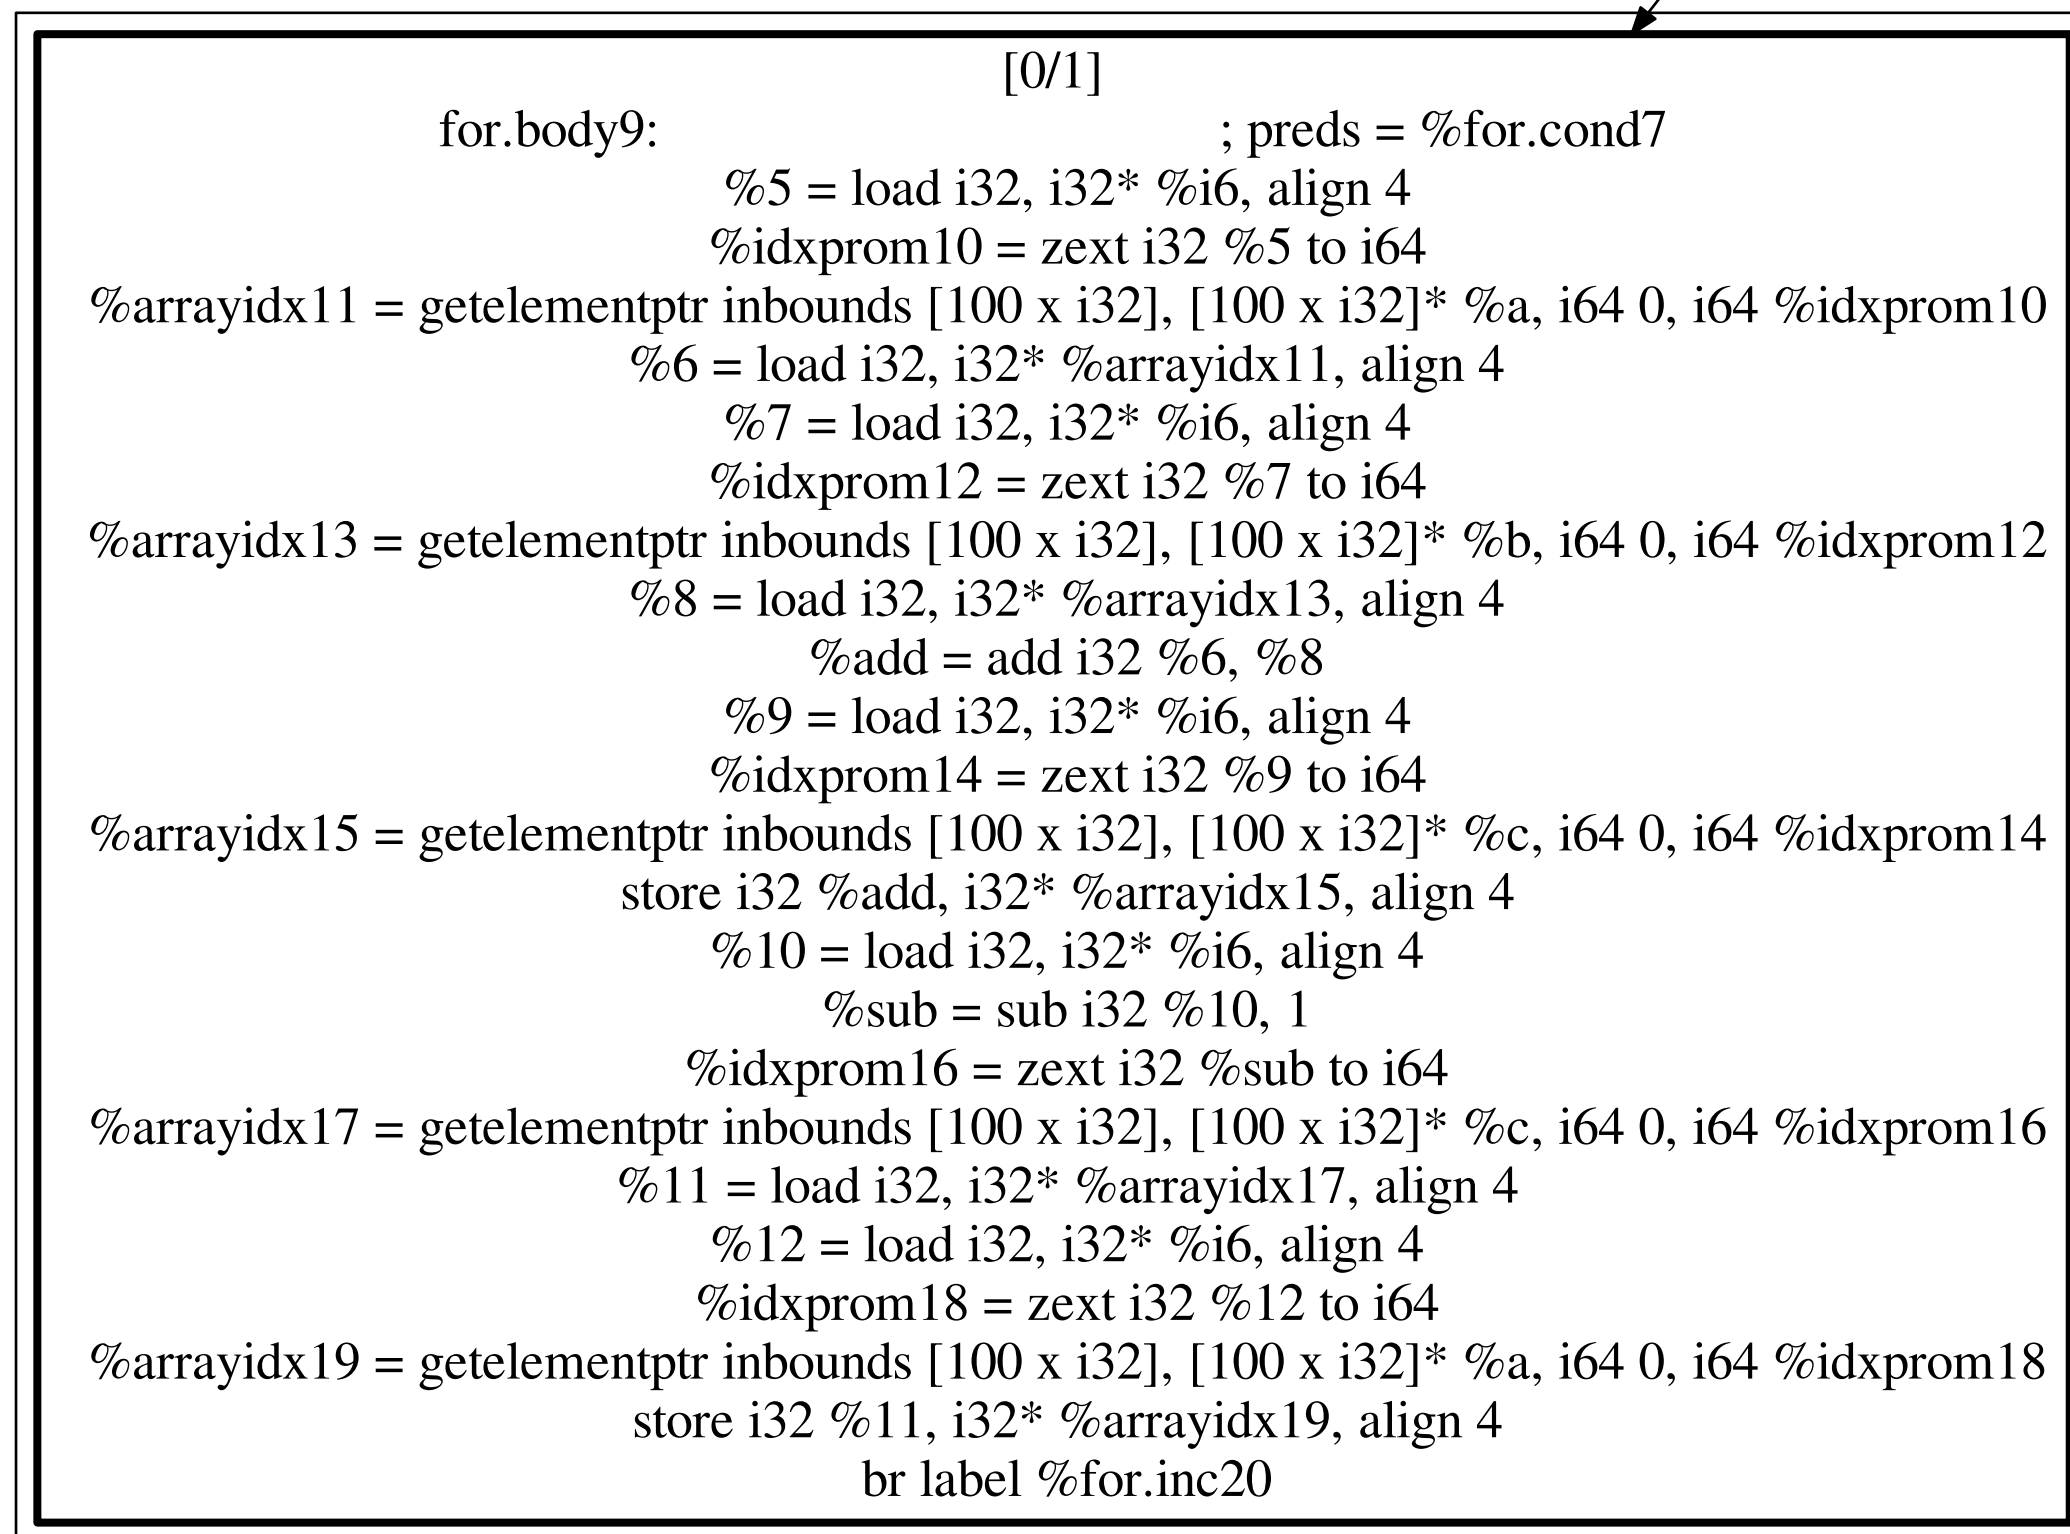 [0/1]
for.body9: ; preds = %for.cond7
%5 = load i32, i32* %i6, align 4
%idxprom10 = zext i32 %5 to i64
%arrayidx11 = getelementptr inbounds [100 x i32], [100 x i32]* %a, i64 0, i64 %idxprom10
%6 = load i32, i32* %arrayidx11, align 4
%7 = load i32, i32* %i6, align 4
%idxprom12 = zext i32 %7 to i64
%arrayidx13 = getelementptr inbounds [100 x i32], [100 x i32]* %b, i64 0, i64 %idxprom12
%8 = load i32, i32* %arrayidx13, align 4
%add = add i32 %6, %8
%9 = load i32, i32* %i6, align 4
%idxprom14 = zext i32 %9 to i64
%arrayidx15 = getelementptr inbounds [100 x i32], [100 x i32]* %c, i64 0, i64 %idxprom14
store i32 %add, i32* %arrayidx15, align 4
%10 = load i32, i32* %i6, align 4
%sub = sub i32 %10, 1
%idxprom16 = zext i32 %sub to i64
%arrayidx17 = getelementptr inbounds [100 x i32], [100 x i32]* %c, i64 0, i64 %idxprom16
%11 = load i32, i32* %arrayidx17, align 4
%12 = load i32, i32* %i6, align 4
%idxprom18 = zext i32 %12 to i64
%arrayidx19 = getelementptr inbounds [100 x i32], [100 x i32]* %a, i64 0, i64 %idxprom18
store i32 %11, i32* %arrayidx19, align 4
br label %for.inc20